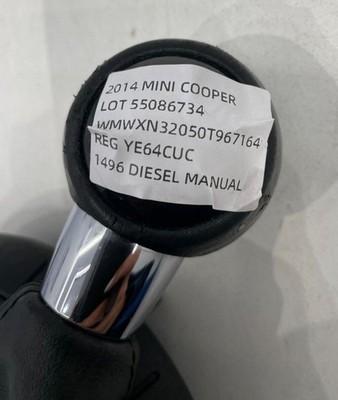 2014 MINI COOPER
LOT 55086734
WMWXN32050T967164
REG YE64CUC
1496 DIESEL MANUAL